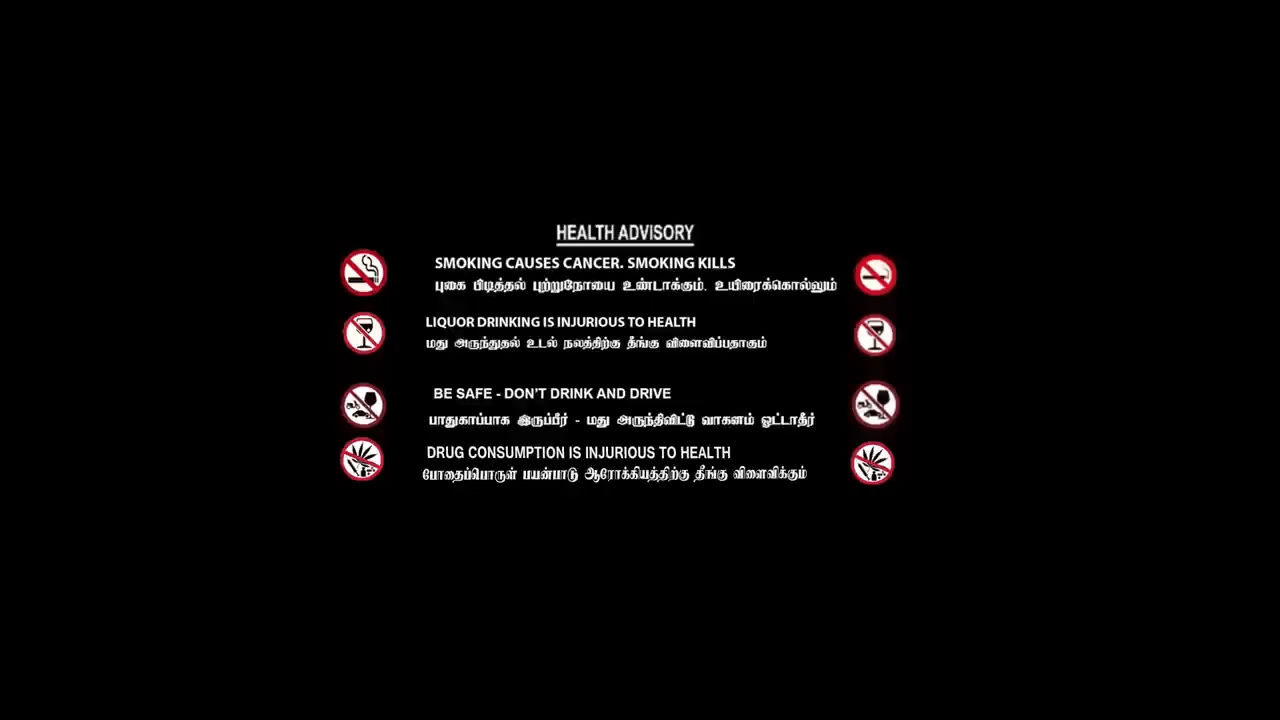 HEALTH ADVISORY
SMOKING CAUSES CANCER. SMOKING KILLS
புகை பிடித்தல் புற்றுநோயை உண்டாக்கும். உயிரைக்கொல்லும்
LIQUOR DRINKING IS INJURIOUS TO HEALTH
மது அருந்துதல் உடல் நலத்திற்கு தீங்கு விளைவிப்பதாகும்
BE SAFE - DON'T DRINK AND DRIVE
பாதுகாப்பாக இருப்பீர் - மது அருந்திவிட்டு வாகனம் ஓட்டாதீர்
DRUG CONSUMPTION IS INJURIOUS TO HEALTH
போதைப்பொருள் பயன்பாடு ஆரோக்கியத்திற்கு தீங்கு விளைவிக்கும்